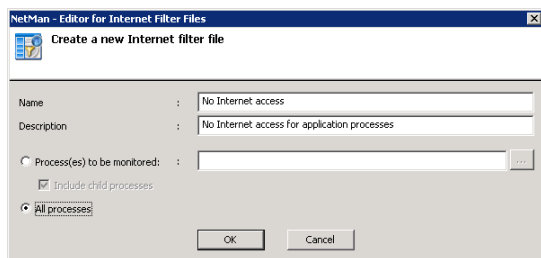 NetMan - Editor for Internet Filter Files
Create a new Internet filter file
Name : No Internet access
Description : No Internet access for application processes
Process(es) to be monitored: : ...
Include child processes
All processes
OK Cancel